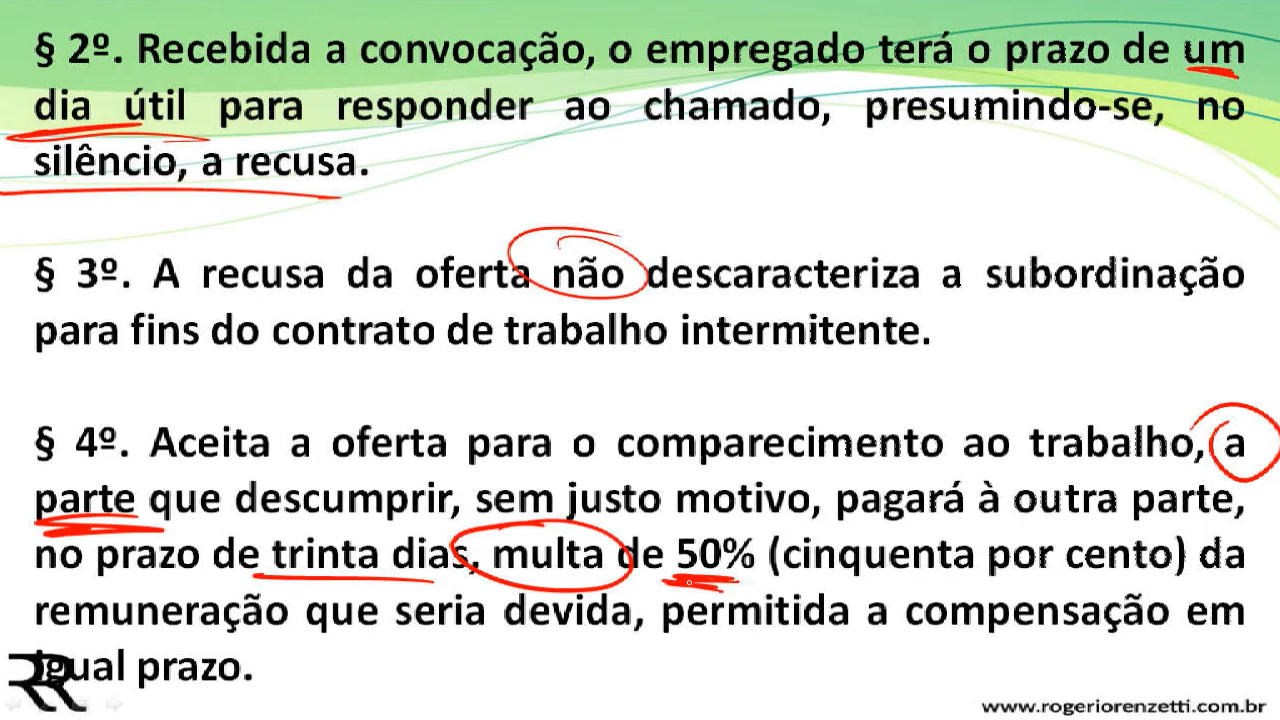 § 2º. Recebida a convocação, o empregado terá o prazo de um
dia útil para responder ao chamado, presumindo-se, no
silêncio, a recusa.
§ 3º. A recusa da oferta não descaracteriza a subordinação
para fins do contrato de trabalho intermitente.
§ 4º. Aceita a oferta para o comparecimento ao trabalho, a
parte que descumprir, sem justo motivo, pagará à outra parte,
no prazo de trinta dias, multa de 50% (cinquenta por cento) da
remuneração que seria devida, permitida a compensação em
igual prazo.
RR
www.rogeriorenzetti.com.br